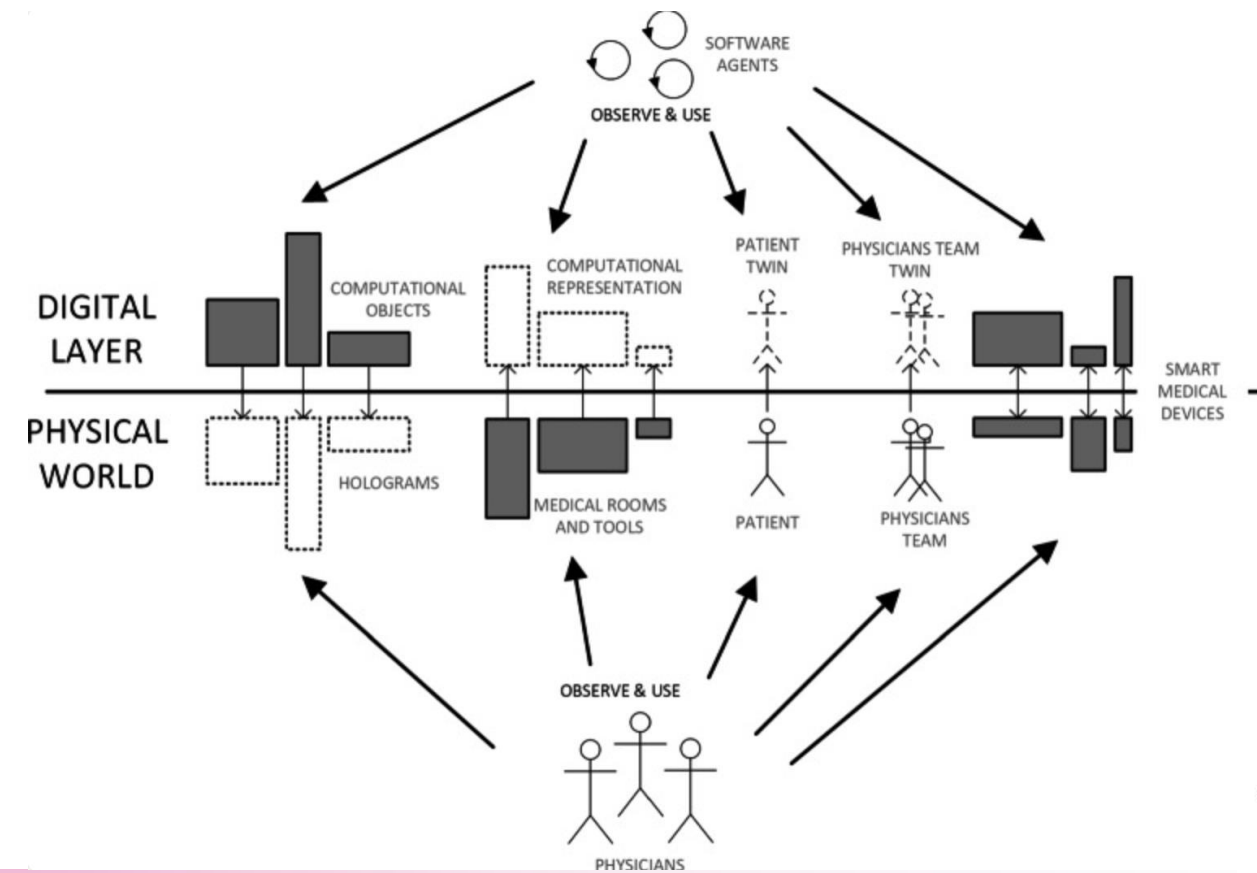 SOFTWARE
AGENTS
OBSERVE & USE
DIGITAL
LAYER
COMPUTATIONAL
OBJECTS
COMPUTATIONAL
REPRESENTATION
PATIENT
TWIN
PHYSICIANS TEAM
TWIN
SMART
MEDICAL
DEVICES
PHYSICAL
WORLD
HOLOGRAMS
MEDICAL ROOMS
AND TOOLS
PATIENT
PHYSICIANS
TEAM
OBSERVE & USE
PHYSICIANS